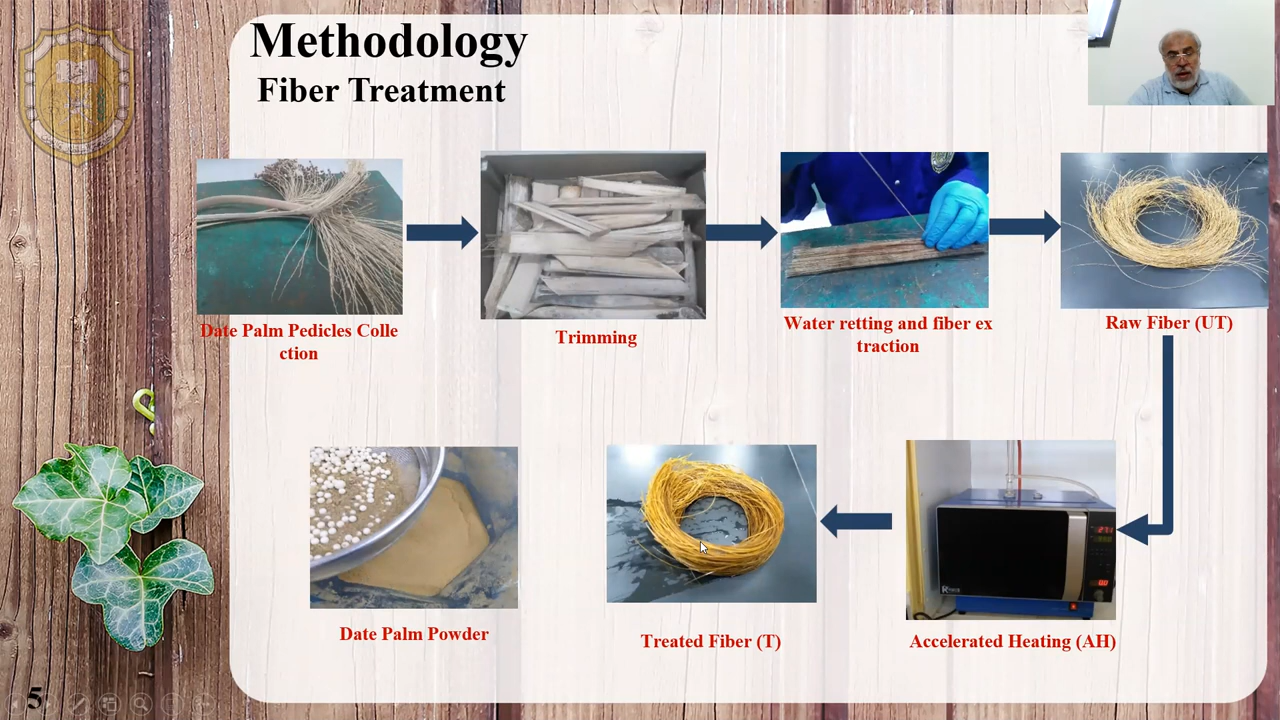 Methodology
Fiber Treatment
Date Palm Pedicles Colle
ction
Trimming
Water retting and fiber ex
traction
Raw Fiber (UT)
Date Palm Powder
Treated Fiber (T)
Accelerated Heating (AH)
5